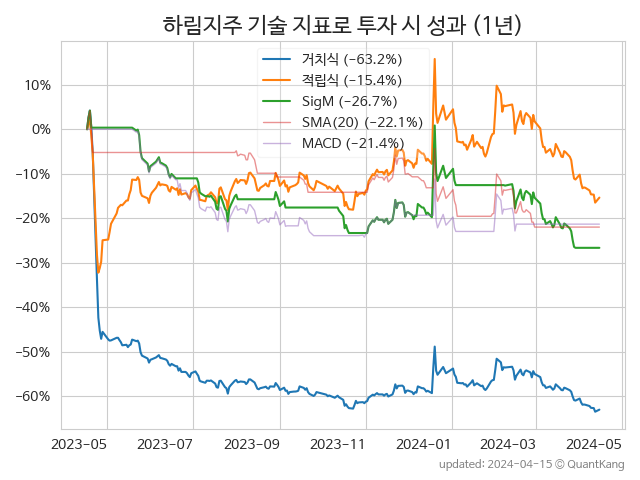 하림지주 기술 지표로 투자 시 성과 (1년)
거치식 (−63.2%)
적립식 (−15.4%)
SigM (−26.7%)
SMA(20) (−22.1%)
MACD (−21.4%)
10%
0%
−10%
−20%
−30%
−40%
−50%
−60%
2023-05 2023-07 2023-09 2023-11 2024-01 2024-03 2024-05
updated: 2024-04-15 © QuantKang